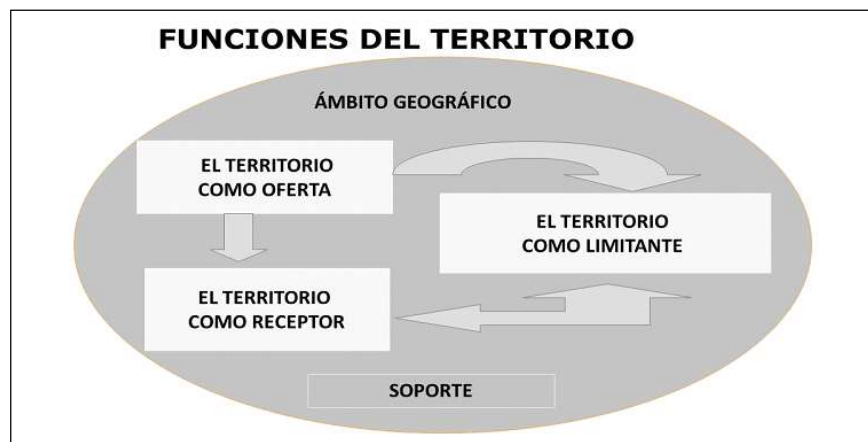 FUNCIONES DEL TERRITORIO
ÁMBITO GEOGRÁFICO
EL TERRITORIO
COMO OFERTA
EL TERRITORIO
COMO LIMITANTE
EL TERRITORIO
COMO RECEPTOR
SOPORTE